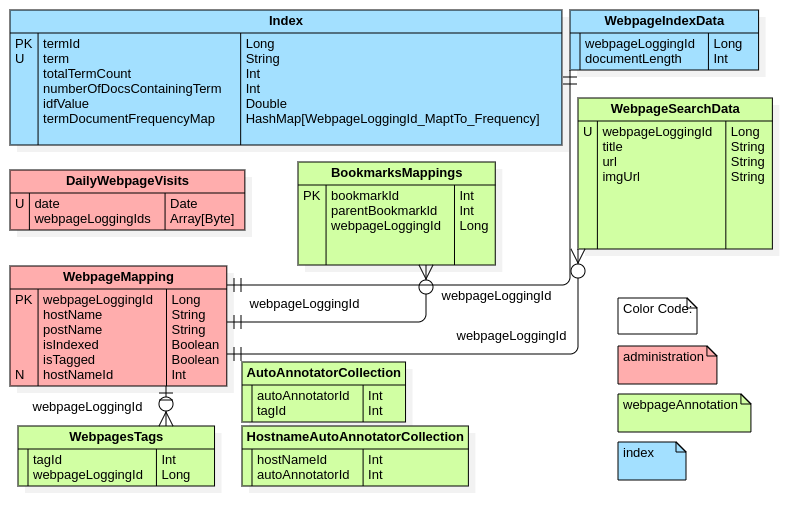 Index
PK termId Long
U term String
totalTermCount Int
numberOfDocsContainingTerm Int
idfValue Double
termDocumentFrequencyMap HashMap[WebpageLoggingId_MaptTo_Frequency]
WebpageIndexData
webpageLoggingId Long
documentLength Int
WebpageSearchData
U webpageLoggingId Long
title String
url String
imgUrl String
DailyWebpageVisits
U date Date
webpageLoggingIds Array[Byte]
BookmarksMappings
PK bookmarkId Int
parentBookmarkId Int
webpageLoggingId Long
WebpageMapping
PK webpageLoggingId Long
hostName String
postName String
isIndexed Boolean
isTagged Boolean
N hostNameId Int
webpageLoggingId
webpageLoggingId
webpageLoggingId
webpageLoggingId
AutoAnnotatorCollection
autoAnnotatorId Int
tagId Int
WebpagesTags
tagId Int
webpageLoggingId Long
HostnameAutoAnnotatorCollection
hostNameId Int
autoAnnotatorId Int
Color Code:
administration
webpageAnnotation
index